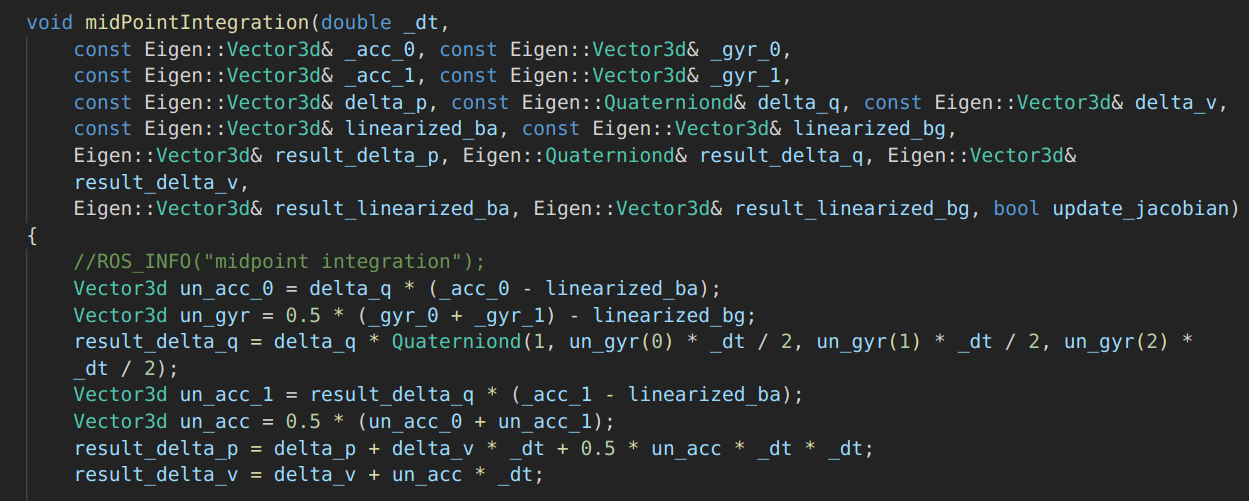 void midPointIntegration(double _dt,
const Eigen::Vector3d& _acc_0, const Eigen::Vector3d& _gyr_0,
const Eigen::Vector3d& _acc_1, const Eigen::Vector3d& _gyr_1,
const Eigen::Vector3d& delta_p, const Eigen::Quaterniond& delta_q, const Eigen::Vector3d& delta_v,
const Eigen::Vector3d& linearized_ba, const Eigen::Vector3d& linearized_bg,
Eigen::Vector3d& result_delta_p, Eigen::Quaterniond& result_delta_q, Eigen::Vector3d&
result_delta_v,
Eigen::Vector3d& result_linearized_ba, Eigen::Vector3d& result_linearized_bg, bool update_jacobian)
{
//ROS_INFO("midpoint integration");
Vector3d un_acc_0 = delta_q * (_acc_0 - linearized_ba);
Vector3d un_gyr = 0.5 * (_gyr_0 + _gyr_1) - linearized_bg;
result_delta_q = delta_q * Quaterniond(1, un_gyr(0) * _dt / 2, un_gyr(1) * _dt / 2, un_gyr(2) *
_dt / 2);
Vector3d un_acc_1 = result_delta_q * (_acc_1 - linearized_ba);
Vector3d un_acc = 0.5 * (un_acc_0 + un_acc_1);
result_delta_p = delta_p + delta_v * _dt + 0.5 * un_acc * _dt * _dt;
result_delta_v = delta_v + un_acc * _dt;